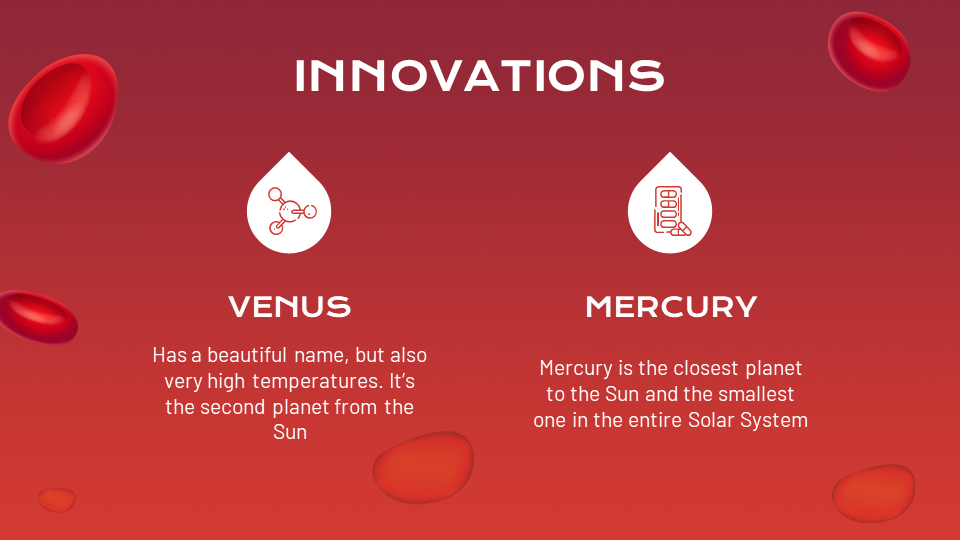 INNOVATIONS
VENUS
Has a beautiful name, but also
very high temperatures. It’s
the second planet from the
Sun
MERCURY
Mercury is the closest planet
to the Sun and the smallest
one in the entire Solar System